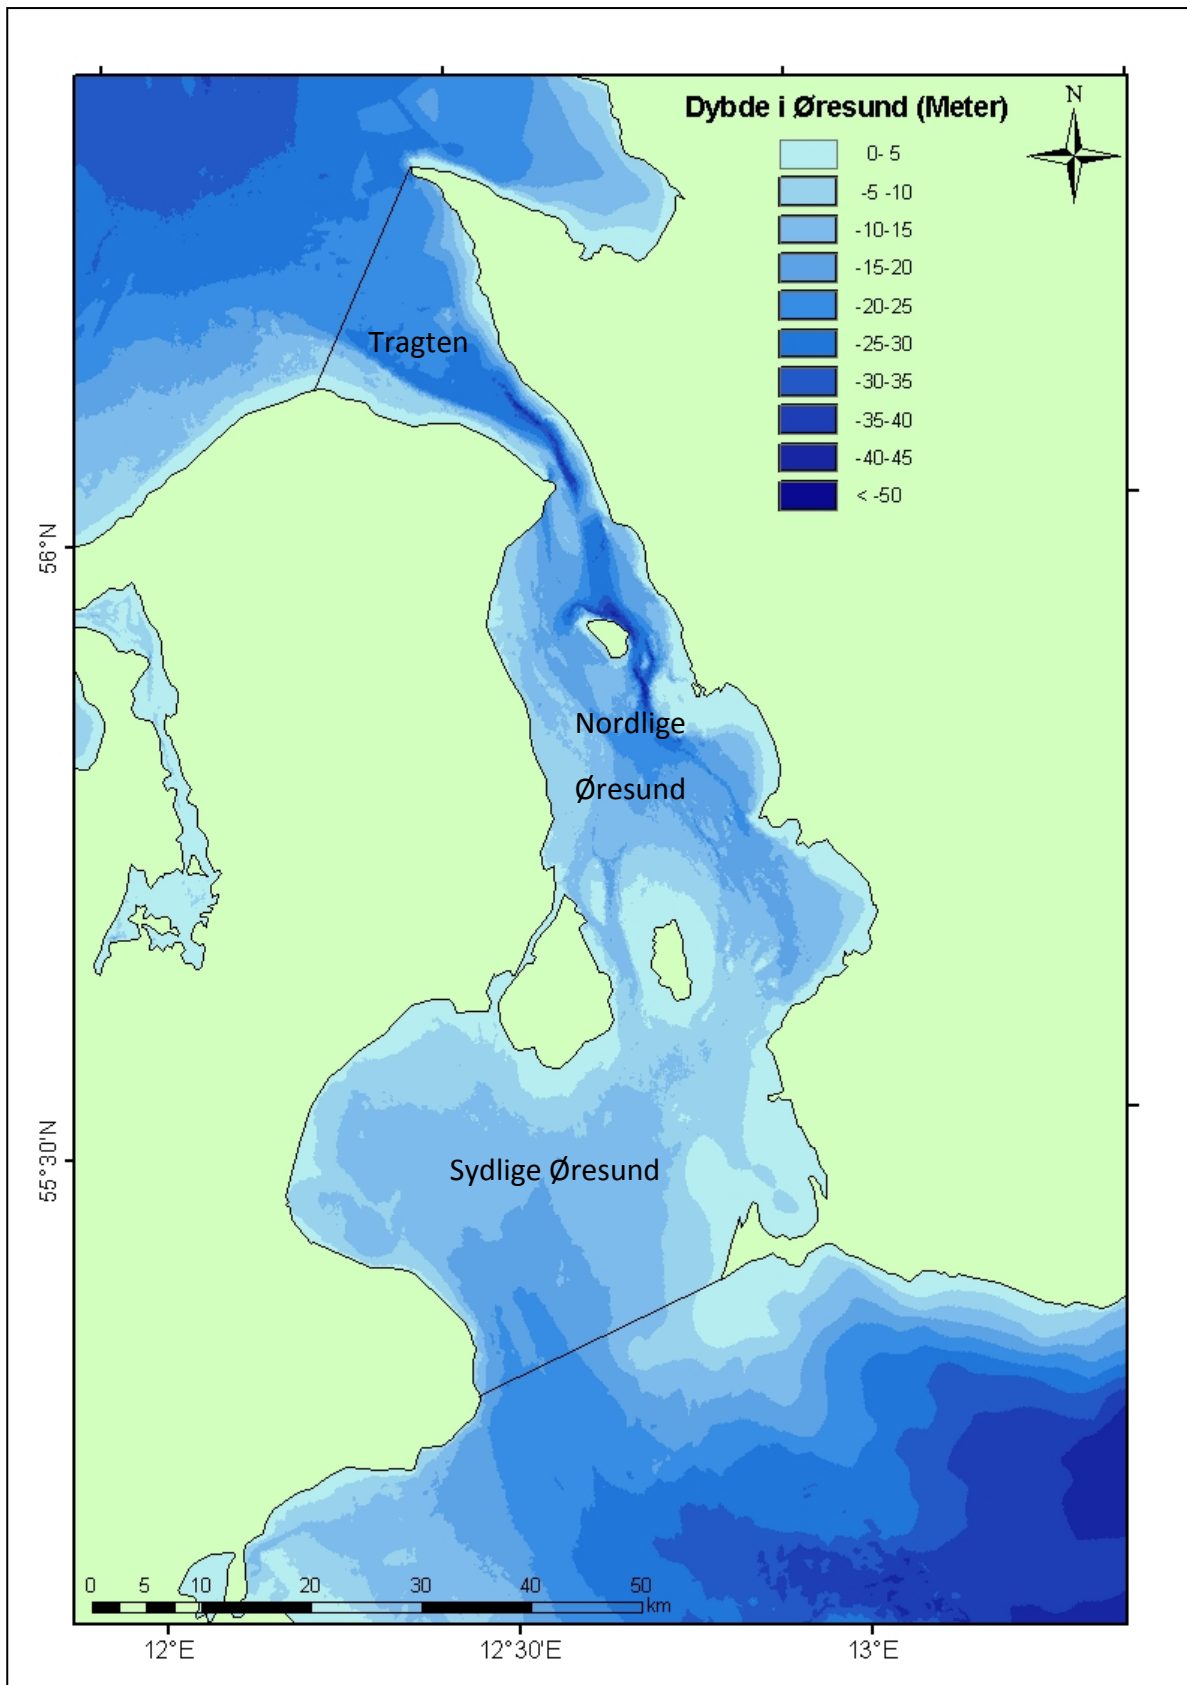 Dybde i Øresund (Meter)
N
0- 5
-5 -10
-10-15
-15-20
-20-25
-25-30
-30-35
-35-40
-40-45
< -50
Tragten
56°N
Nordlige
Øresund
55°30'N
Sydlige Øresund
0 5 10 20 30 40 50
km
12°E 12°30'E 13°E